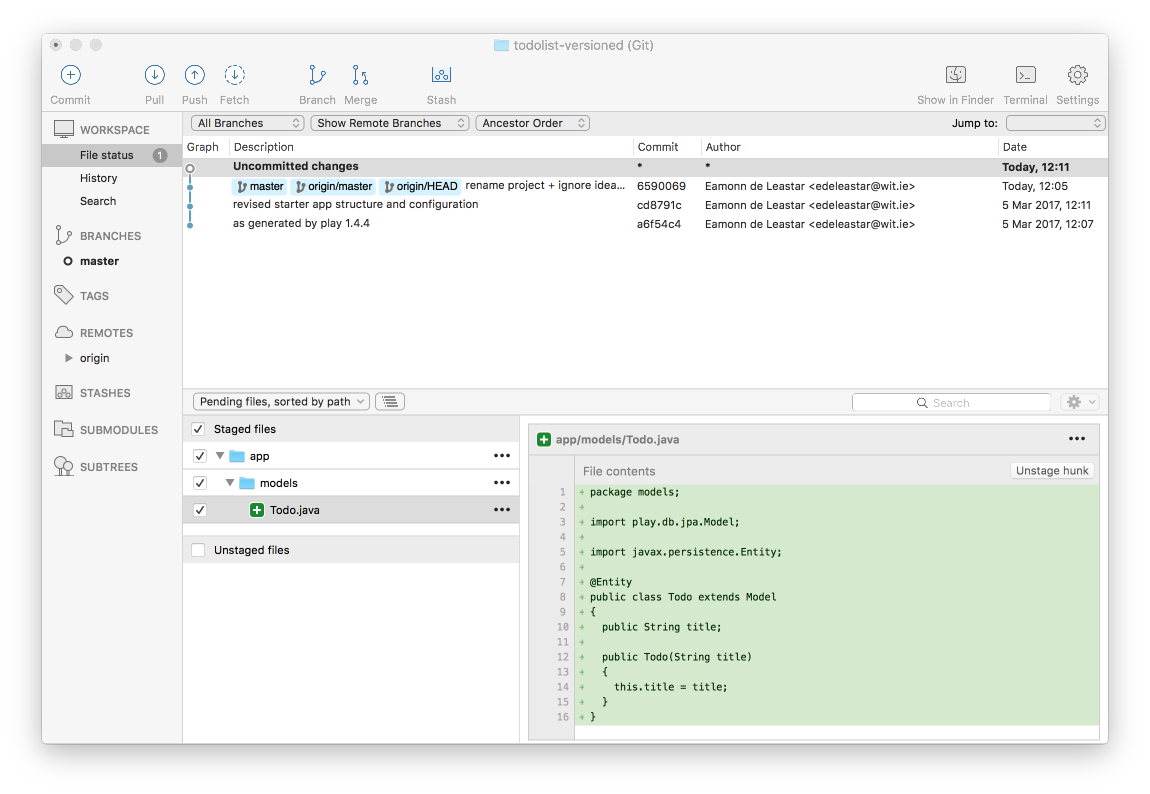 todolist-versioned (Git)
Commit Pull Push Fetch Branch Merge Stash Show in Finder Terminal Settings
WORKSPACE
File status 1
History
Search
BRANCHES
master
TAGS
REMOTES
origin
STASHES
SUBMODULES
SUBTREES
All Branches Show Remote Branches Ancestor Order Jump to:
Graph Description Commit Author Date
Uncommitted changes * * Today, 12:11
master origin/master origin/HEAD rename project + ignore idea... 6590069 Eamonn de Leastar <edeleastar@wit.ie> Today, 12:05
revised starter app structure and configuration cd8791c Eamonn de Leastar <edeleastar@wit.ie> 5 Mar 2017, 12:11
as generated by play 1.4.4 a6f54c4 Eamonn de Leastar <edeleastar@wit.ie> 5 Mar 2017, 12:07
Pending files, sorted by path Search
Staged files
app
models
Todo.java
Unstaged files
app/models/Todo.java
File contents Unstage hunk
1 + package models;
2 +
3 + import play.db.jpa.Model;
4 +
5 + import javax.persistence.Entity;
6 +
7 + @Entity
8 + public class Todo extends Model
9 + {
10 + public String title;
11 +
12 + public Todo(String title)
13 + {
14 + this.title = title;
15 + }
16 + }